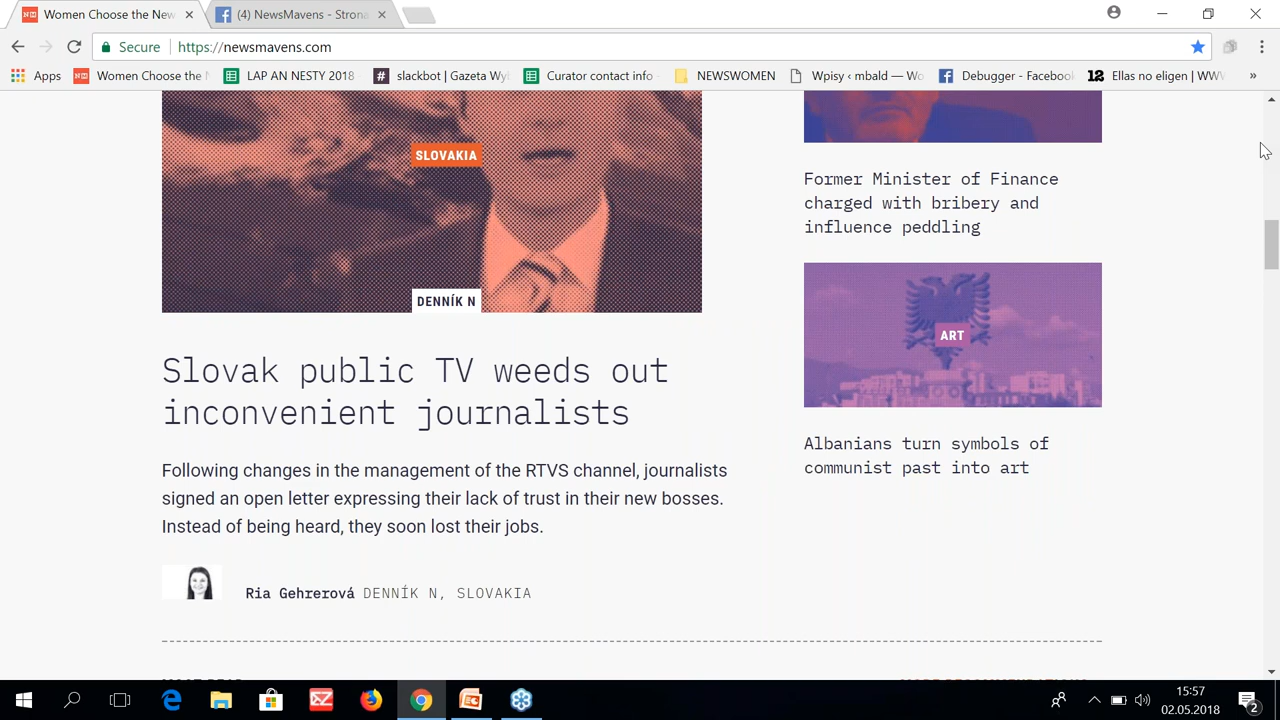 Women Choose the New
(4) NewsMavens - Strona
Secure
https://newsmavens.com
Apps
Women Choose the N
LAP AN NESTY 2018
slackbot | Gazeta Wy
Curator contact info -
NEWSWOMEN
Wpisy ‹ mbald — Wo
Debugger - Facebook
12
Ellas no eligen | WW
»
SLOVAKIA
DENNÍK N
Slovak public TV weeds out
inconvenient journalists
Following changes in the management of the RTVS channel, journalists
signed an open letter expressing their lack of trust in their new bosses.
Instead of being heard, they soon lost their jobs.
Ria Gehrerová DENNÍK N, SLOVAKIA
Former Minister of Finance
charged with bribery and
influence peddling
ART
Albanians turn symbols of
communist past into art
15:57
02.05.2018
2